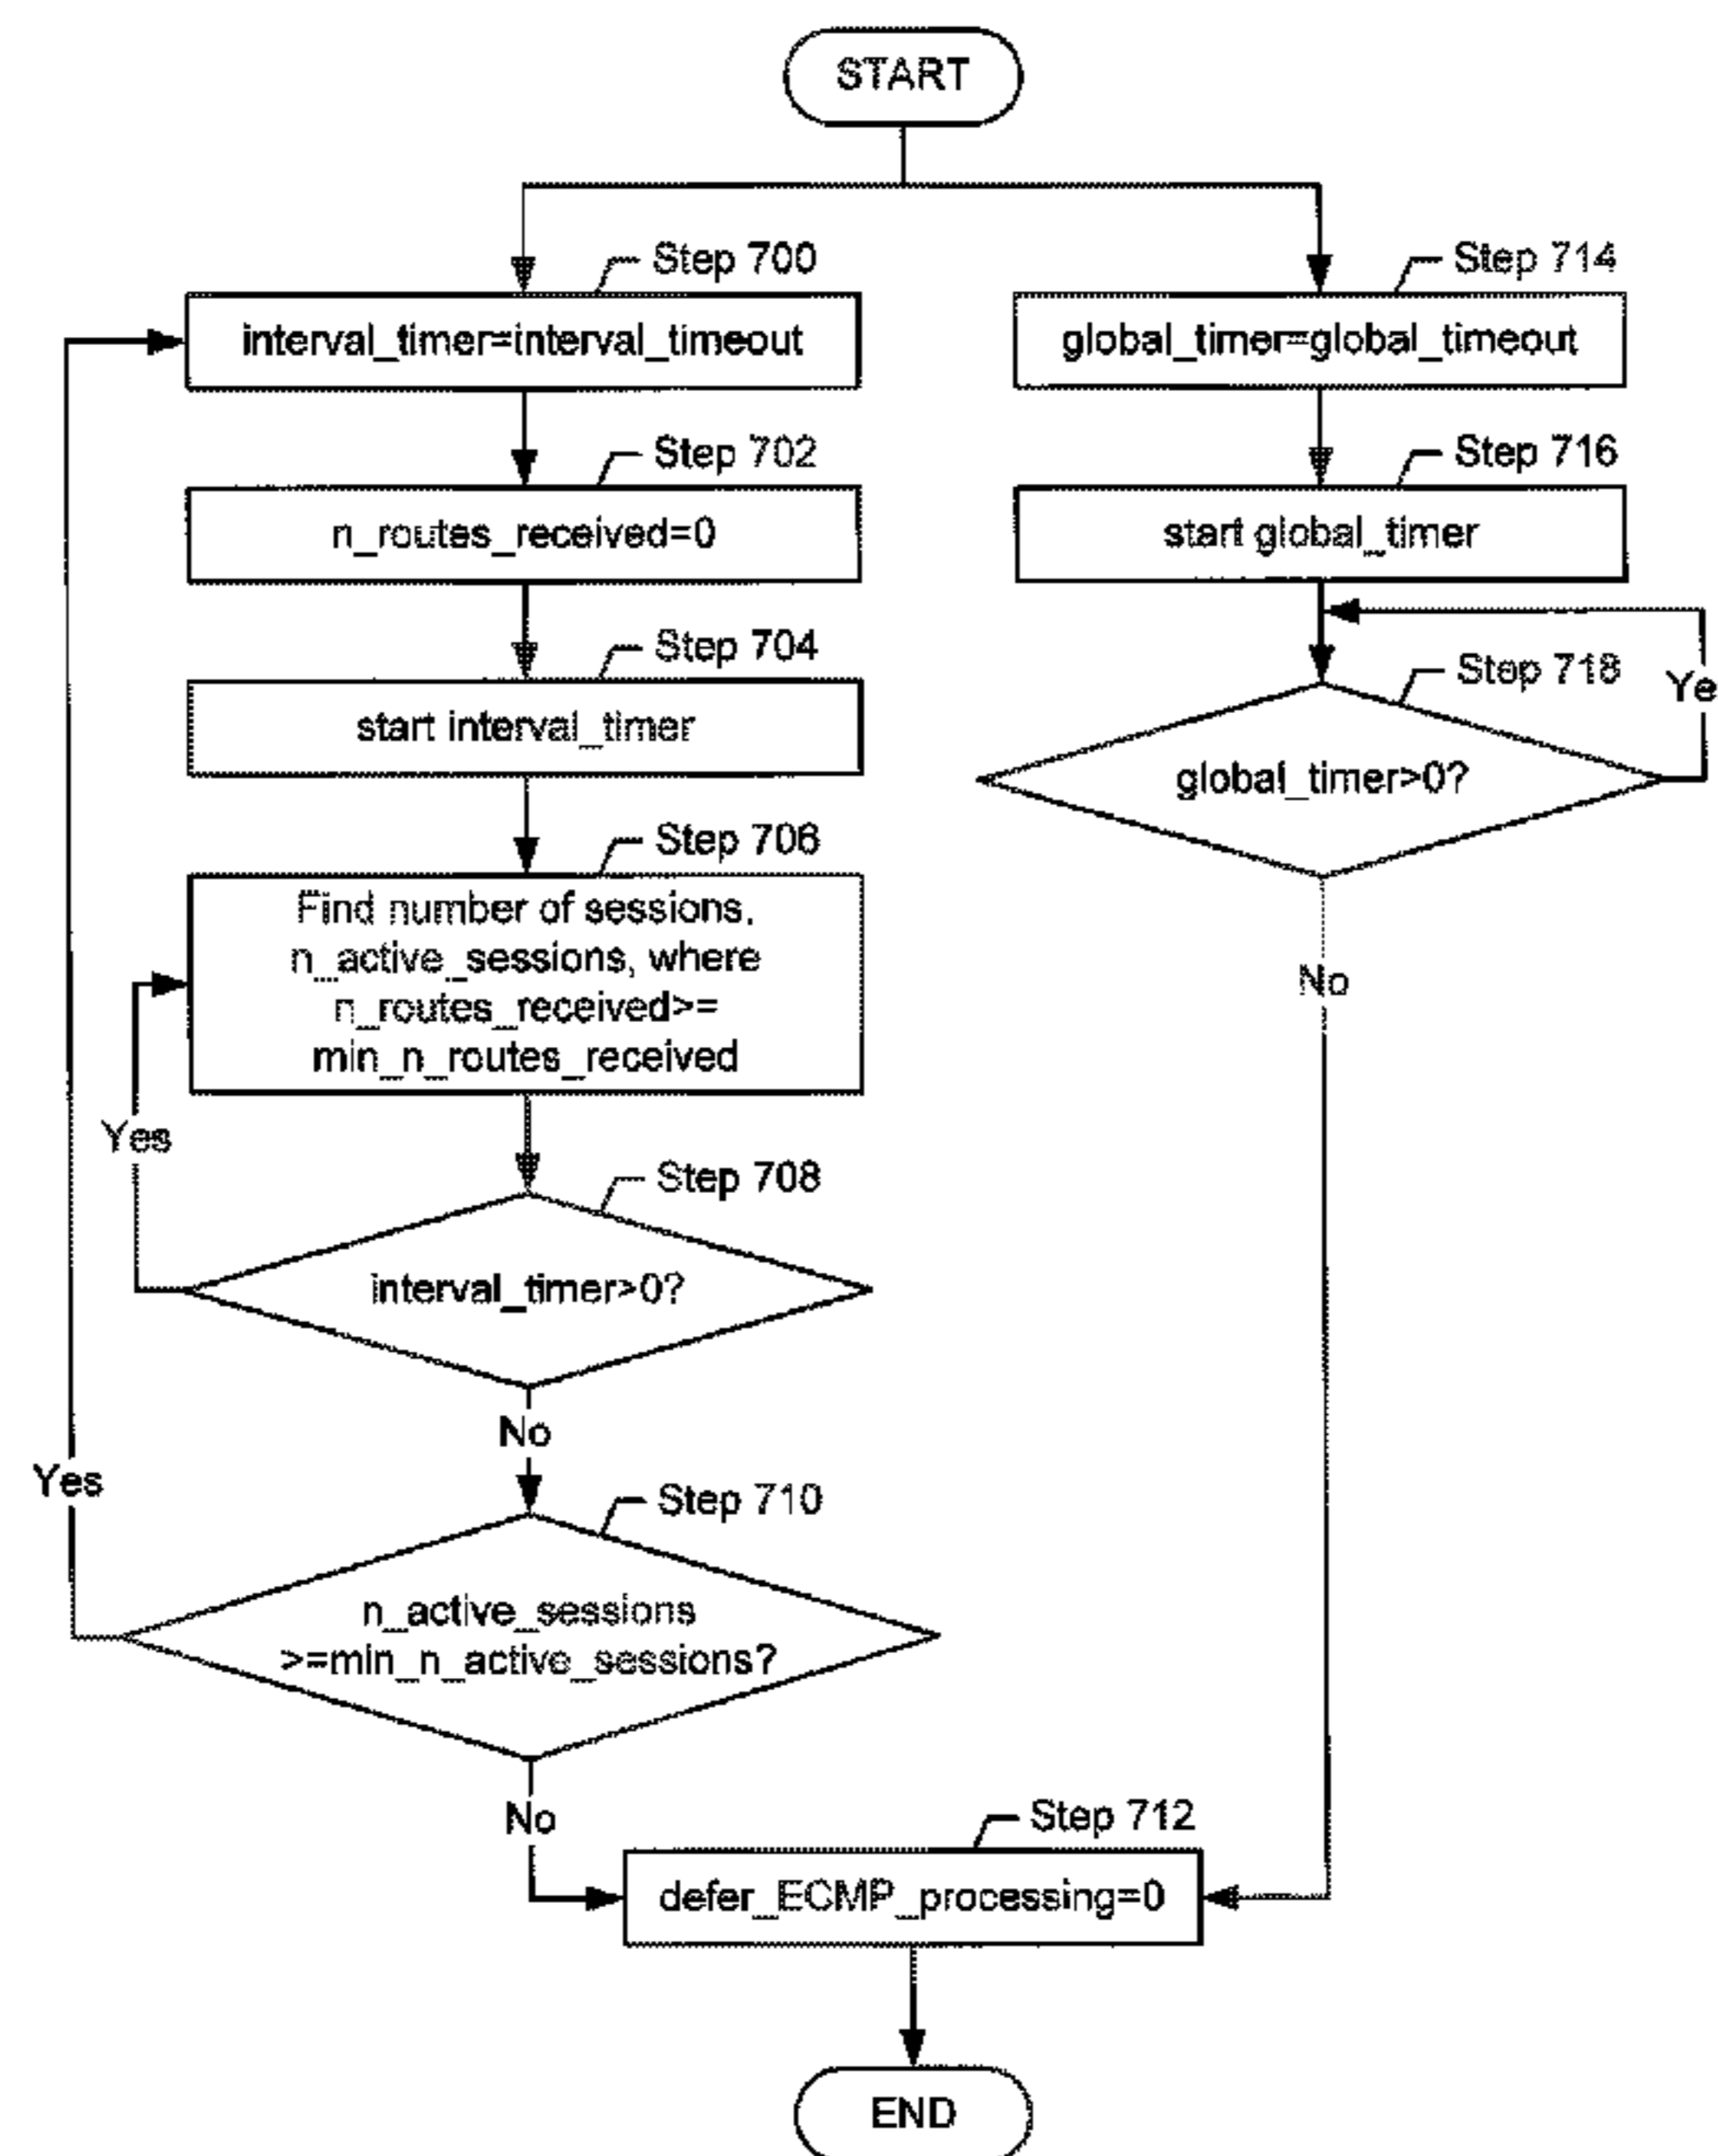 START
Step 700
interval_timer=interval_timeout
Step 702
n_routes_received=0
Step 704
start interval_timer
Step 706
Find number of sessions,
n_active_sessions, where
n_routes_received>=
min_n_routes_received
Yes
Step 708
interval_timer>0?
No
Yes
Step 710
n_active_sessions
>=min_n_active_sessions?
No
Step 714
global_timer=global_timeout
Step 716
start global_timer
Step 718
Ye
global_timer>0?
No
Step 712
defer_ECMP_processing=0
END